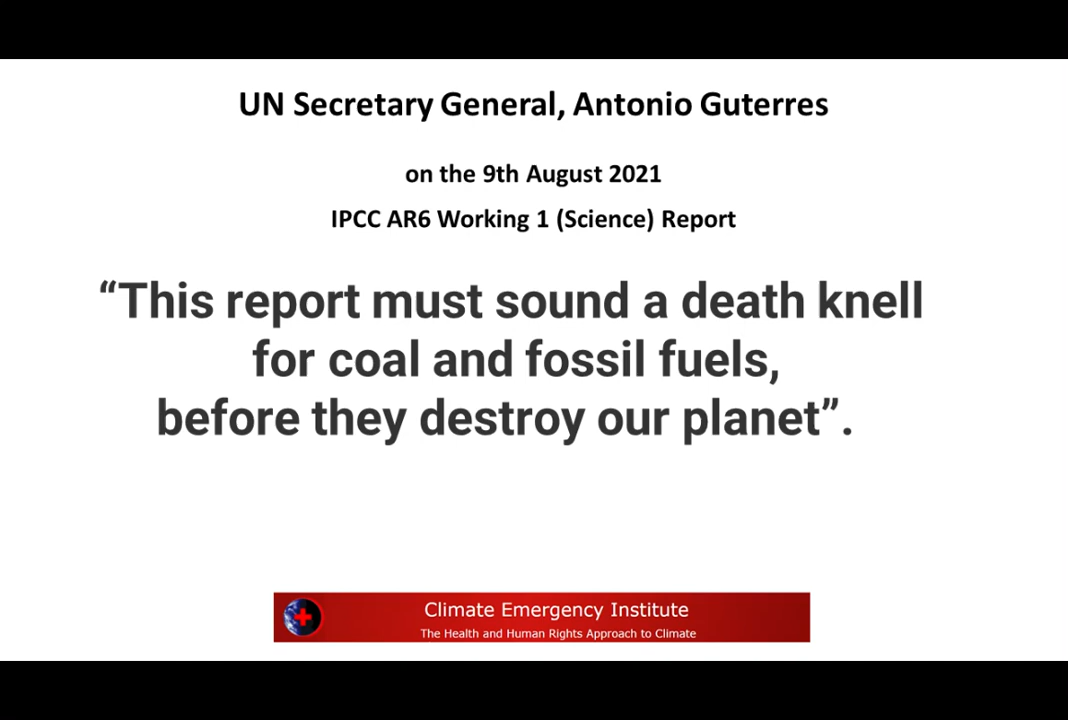 UN Secretary General, Antonio Guterres
on the 9th August 2021
IPCC AR6 Working 1 (Science) Report
“This report must sound a death knell
for coal and fossil fuels,
before they destroy our planet”.
Climate Emergency Institute
The Health and Human Rights Approach to Climate